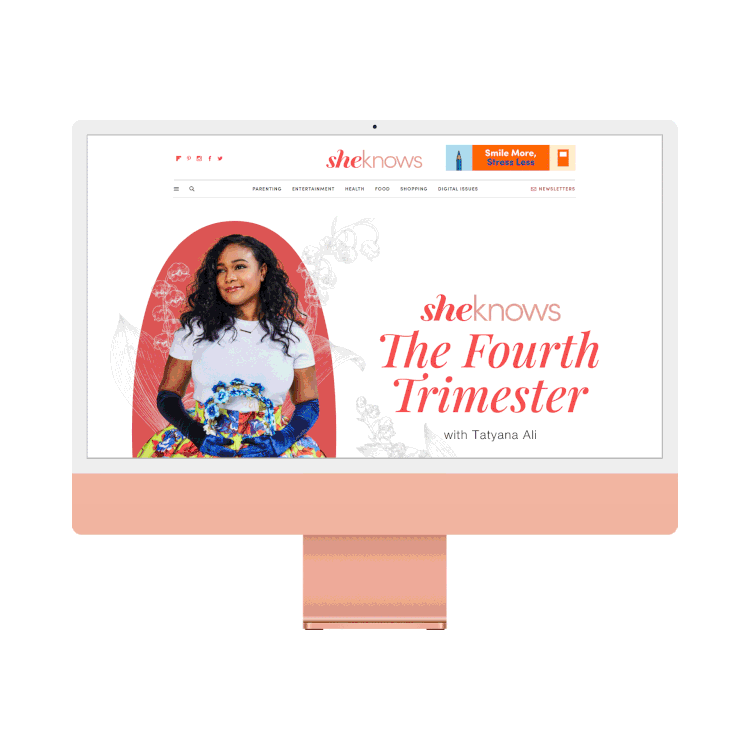 sheknows
Smile More,
Stress Less
PARENTING ENTERTAINMENT HEALTH FOOD SHOPPING DIGITAL ISSUES NEWSLETTERS
sheknows
The Fourth
Trimester
with Tatyana Ali